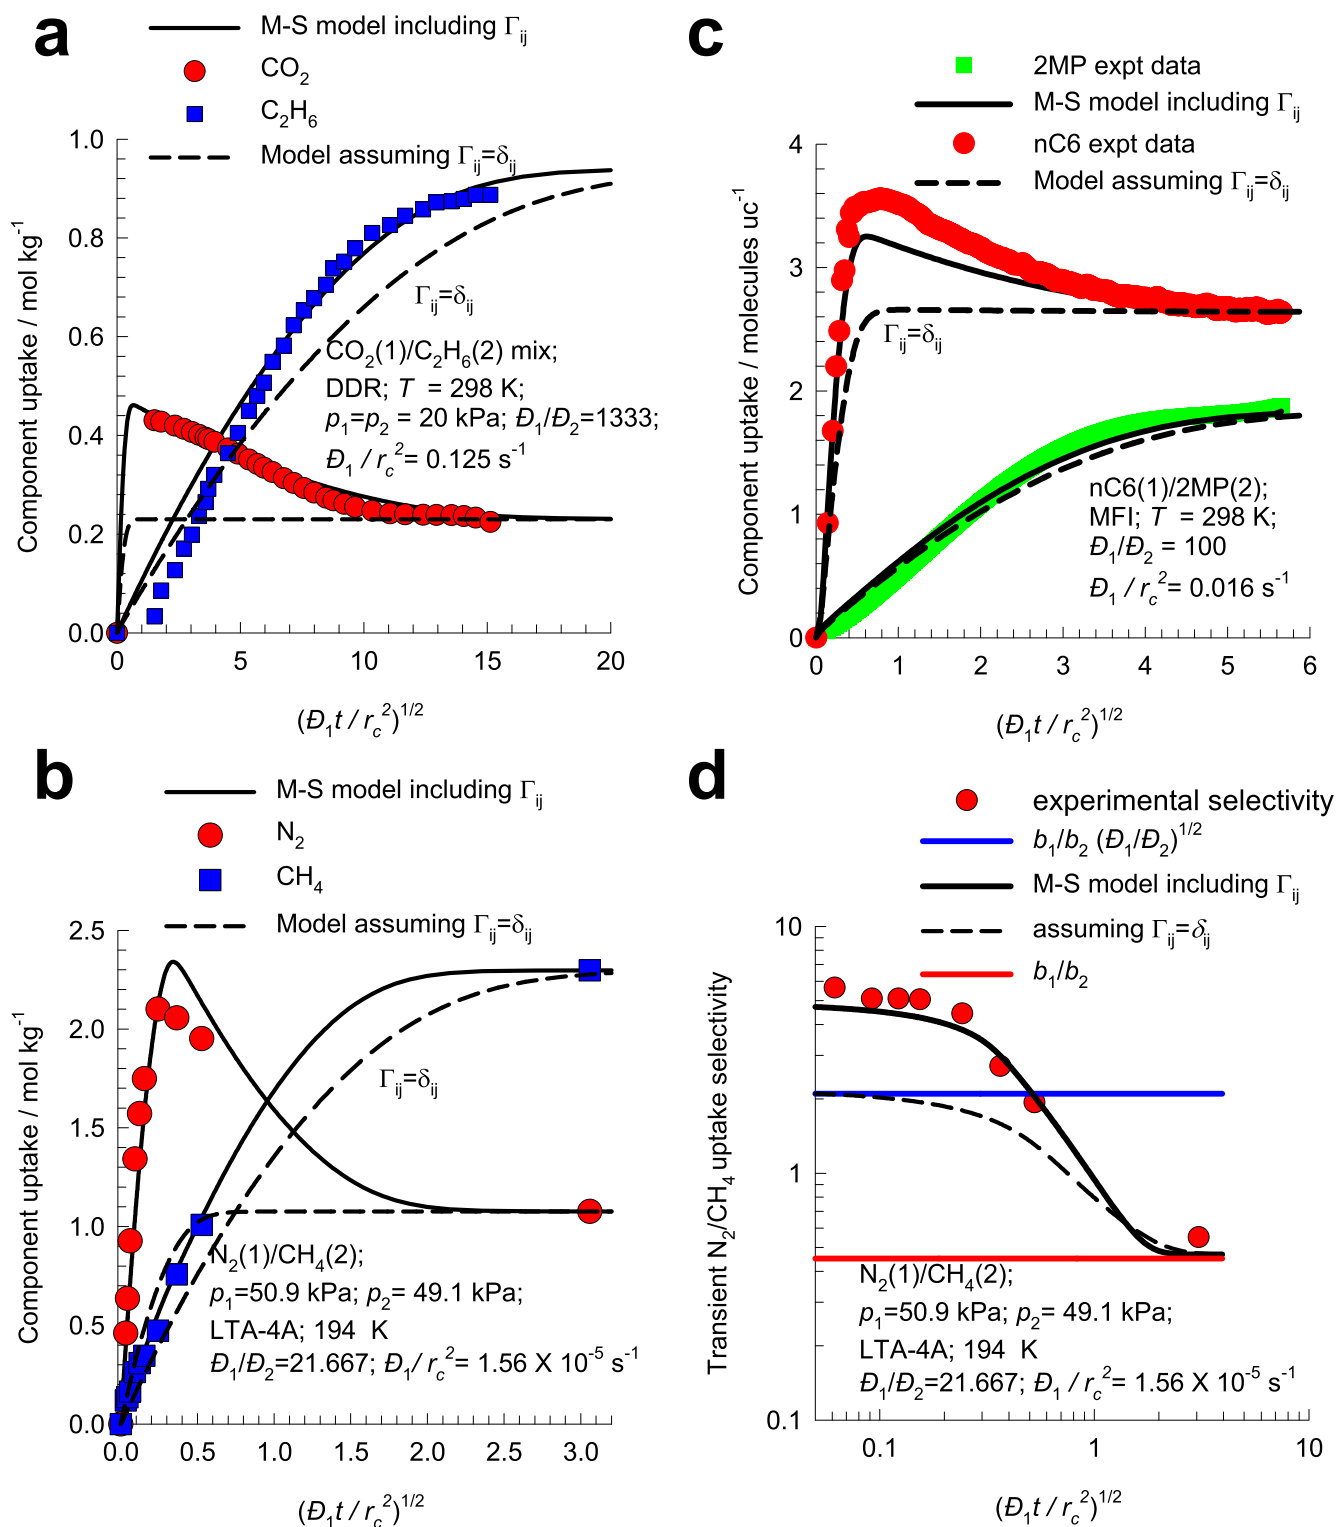 a
M-S model including Γij
CO2
C2H6
Model assuming Γij=δij
1.0
0.8
0.6
0.4
0.2
0.0
Component uptake / mol kg-1
Γij=δij
CO2(1)/C2H6(2) mix;
DDR; T = 298 K;
p1=p2 = 20 kPa; Đ1/Đ2=1333;
Đ1 / rc2= 0.125 s-1
0 5 10 15 20
(Đ1t / rc2)1/2
b
M-S model including Γij
N2
CH4
Model assuming Γij=δij
2.5
2.0
1.5
1.0
0.5
0.0
Component uptake / mol kg-1
Γij=δij
N2(1)/CH4(2);
p1=50.9 kPa; p2= 49.1 kPa;
LTA-4A; 194 K
Đ1/Đ2=21.667; Đ1/ rc2= 1.56 X 10-5 s-1
0.0 0.5 1.0 1.5 2.0 2.5 3.0
(Đ1t / rc2)1/2
c
2MP expt data
M-S model including Γij
nC6 expt data
Model assuming Γij=δij
4
3
2
1
0
Component uptake / molecules uc-1
Γij=δij
nC6(1)/2MP(2);
MFI; T = 298 K;
Đ1/Đ2 = 100
Đ1 / rc2= 0.016 s-1
0 1 2 3 4 5 6
(Đ1t / rc2)1/2
d
experimental selectivity
b1/b2 (Đ1/Đ2)1/2
M-S model including Γij
assuming Γij=δij
b1/b2
10
1
0.1
Transient N2/CH4 uptake selectivity
N2(1)/CH4(2);
p1=50.9 kPa; p2= 49.1 kPa;
LTA-4A; 194 K
Đ1/Đ2=21.667; Đ1 / rc2= 1.56 X 10-5 s-1
0.1 1 10
(Đ1t / rc2)1/2